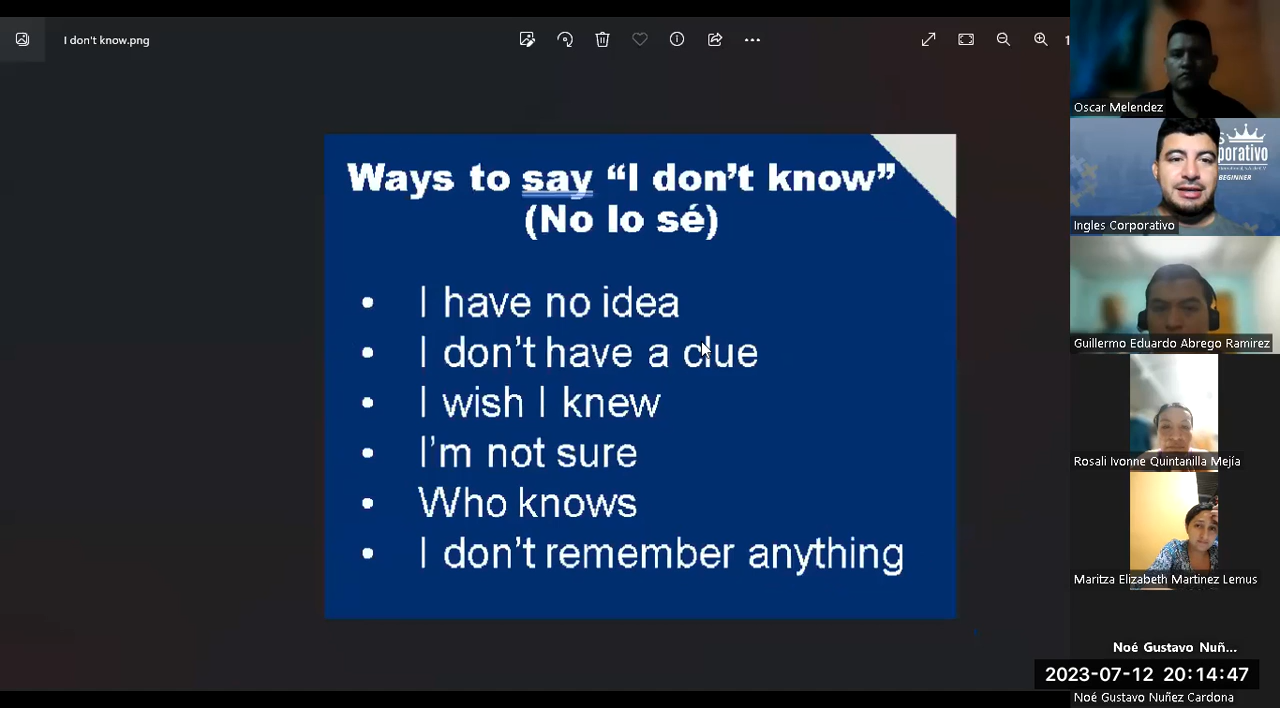 I don't know.png
Ways to say “I don't know”
(No lo sé)
• I have no idea
• I don't have a clue
• I wish I knew
• I'm not sure
• Who knows
• I don't remember anything
Oscar Melendez
porativo
BEGINNER
Ingles Corporativo
Guillermo Eduardo Abrego Ramirez
Rosali Ivonne Quintanilla Mejía
Maritza Elizabeth Martinez Lemus
Noé Gustavo Nuñ...
2023-07-12 20:14:47
Noé Gustavo Nuñez Cardona